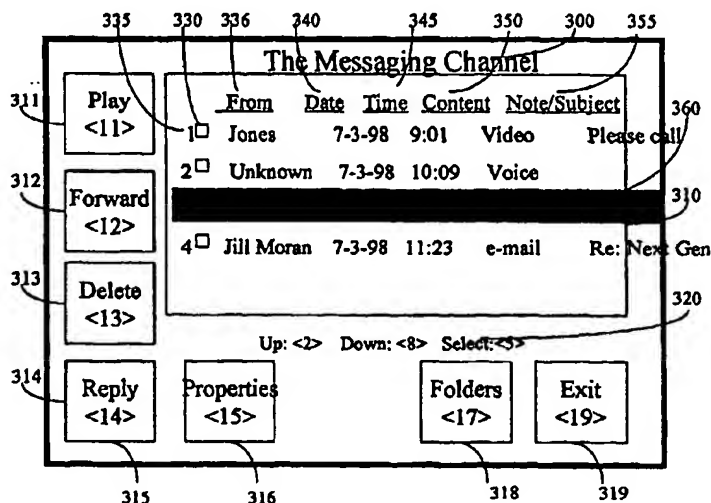 335 330 336 340 345 350 300 355
The Messaging Channel
311 Play <11>
From Date Time Content Note/Subject
360
1 Jones 7-3-98 9:01 Video Please call
312 Forward <12>
2 Unknown 7-3-98 10:09 Voice
310
4 Jill Moran 7-3-98 11:23 e-mail Re: Next Gen
313 Delete <13>
320
Up: <2> Down: <8> Select: <5>
314 Reply <14>
Properties <15>
Folders <17>
Exit <19>
315 316 318 319